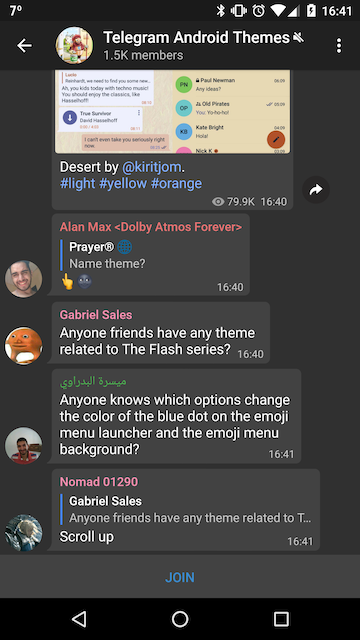 7° 16:41
Telegram Android Themes
1.5K members
Lucio
Reinhardt, we need to find you some new...
Ah, you kids today with techno music!
You should enjoy the classics, like
Hasselhoff!
True Survivor
David Hasselhoff
I can't even take you seriously right
now.
PN Paul Newman
Any ideas?
OP Old Pirates
You: Yo-ho-ho!
KB Kate Bright
Hola!
Nick K
Desert by @kiritjom.
#light #yellow #orange
79.9K 16:40
Alan Max <Dolby Atmos Forever>
Prayer® 🌐
Name theme?
👆🌚
16:40
Gabriel Sales
Anyone friends have any theme
related to The Flash series? 16:40
ميسرة البدراوي
Anyone knows which options change
the color of the blue dot on the emoji
menu launcher and the emoji menu
background?
16:41
Nomad 01290
Gabriel Sales
Anyone friends have any theme related to T...
Scroll up
16:41
JOIN